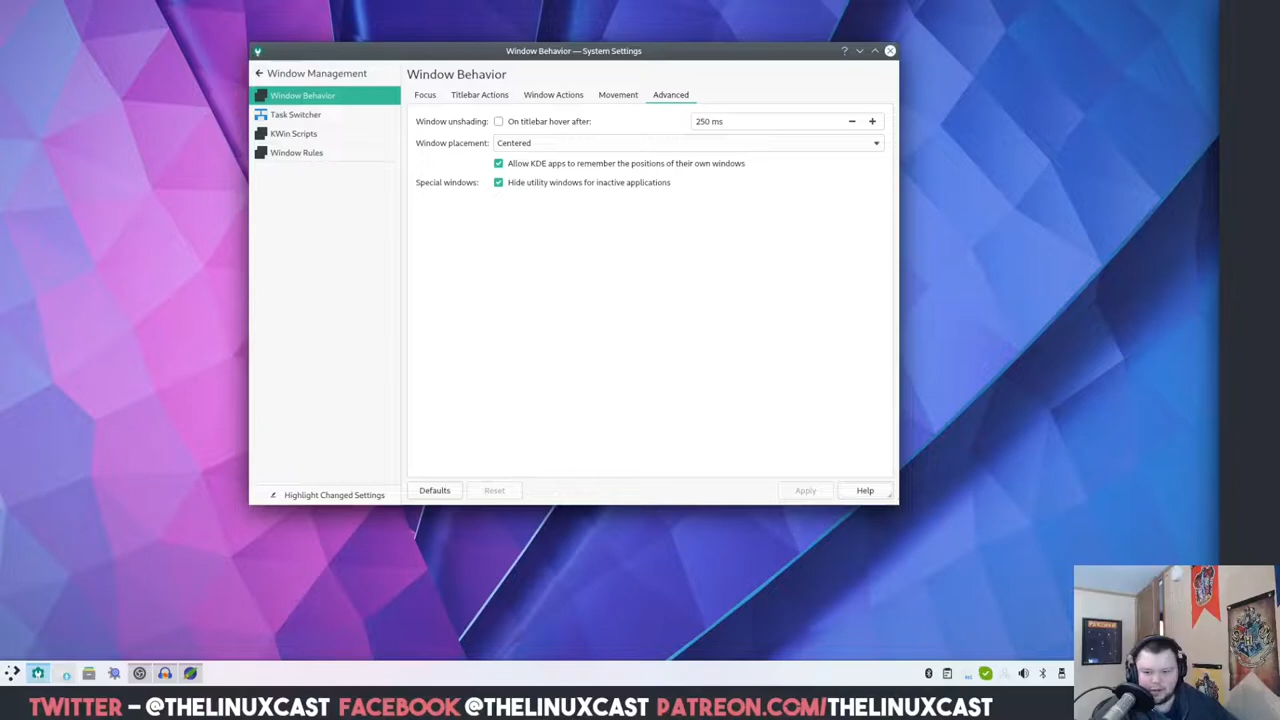 Window Behavior — System Settings
Window Management
Window Behavior
Task Switcher
KWin Scripts
Window Rules
Highlight Changed Settings
Window Behavior
Focus Titlebar Actions Window Actions Movement Advanced
Window unshading: On titlebar hover after: 250 ms
Window placement: Centered
Allow KDE apps to remember the positions of their own windows
Special windows: Hide utility windows for inactive applications
Defaults Reset Apply Help
TWITTER – @THELINUXCAST FACEBOOK @THELINUXCAST PATREON.COM/THELINUXCAST